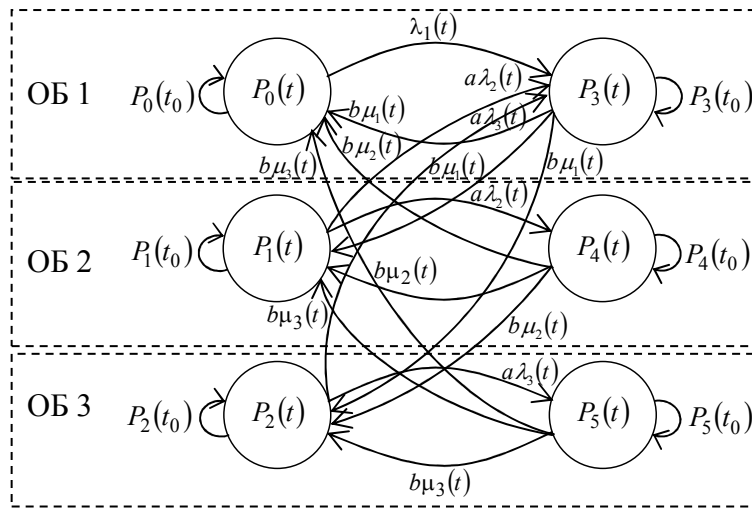 λ₁(t)
ОБ 1
P₀(t₀)
P₀(t)
aλ₂(t)
P₃(t)
P₃(t₀)
bμ₁(t)
aλ₃(t)
bμ₂(t)
bμ₃(t)
bμ₁(t)
bμ₁(t)
aλ₂(t)
ОБ 2
P₁(t₀)
P₁(t)
P₄(t)
P₄(t₀)
bμ₂(t)
bμ₃(t)
bμ₂(t)
aλ₃(t)
ОБ 3
P₂(t₀)
P₂(t)
P₅(t)
P₅(t₀)
bμ₃(t)